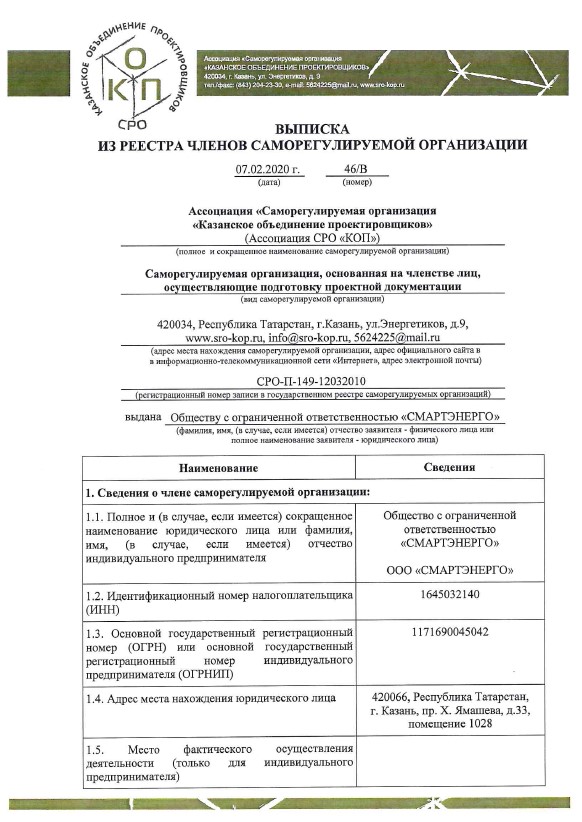 КАЗАНСКОЕ ОБЪЕДИНЕНИЕ ПРОЕКТИРОВЩИКОВ
О
К П
СРО
Ассоциация «Саморегулируемая организация
«КАЗАНСКОЕ ОБЪЕДИНЕНИЕ ПРОЕКТИРОВЩИКОВ»
420034, г. Казань, ул. Энергетиков, д. 9
тел./факс: (843) 204-23-30, e-mail: 5624225@mail.ru, www.sro-kop.ru
ВЫПИСКА
ИЗ РЕЕСТРА ЧЛЕНОВ САМОРЕГУЛИРУЕМОЙ ОРГАНИЗАЦИИ
07.02.2020 г. 46/В
(дата) (номер)
Ассоциация «Саморегулируемая организация
«Казанское объединение проектировщиков»
(Ассоциация СРО «КОП»)
(полное и сокращенное наименование саморегулируемой организации)
Саморегулируемая организация, основанная на членстве лиц,
осуществляющие подготовку проектной документации
(вид саморегулируемой организации)
420034, Республика Татарстан, г.Казань, ул.Энергетиков, д.9,
www.sro-kop.ru, info@sro-kop.ru, 5624225@mail.ru
(адрес места нахождения саморегулируемой организации, адрес официального сайта в
в информационно-телекоммуникационной сети «Интернет», адрес электронной почты)
СРО-П-149-12032010
(регистрационный номер записи в государственном реестре саморегулируемых организаций)
выдана Обществу с ограниченной ответственностью «СМАРТЭНЕРГО»
(фамилия, имя, (в случае, если имеется) отчество заявителя - физического лица или
полное наименование заявителя - юридического лица)
Наименование Сведения
1. Сведения о члене саморегулируемой организации:
1.1. Полное и (в случае, если имеется) сокращенное
наименование юридического лица или фамилия,
имя, (в случае, если имеется) отчество
индивидуального предпринимателя
Общество с ограниченной
ответственностью
«СМАРТЭНЕРГО»
ООО «СМАРТЭНЕРГО»
1.2. Идентификационный номер налогоплательщика
(ИНН)
1645032140
1.3. Основной государственный регистрационный
номер (ОГРН) или основной государственный
регистрационный номер индивидуального
предпринимателя (ОГРНИП)
1171690045042
1.4. Адрес места нахождения юридического лица
420066, Республика Татарстан,
г. Казань, пр. Х. Ямашева, д.33,
помещение 1028
1.5. Место фактического осуществления
деятельности (только для индивидуального
предпринимателя)